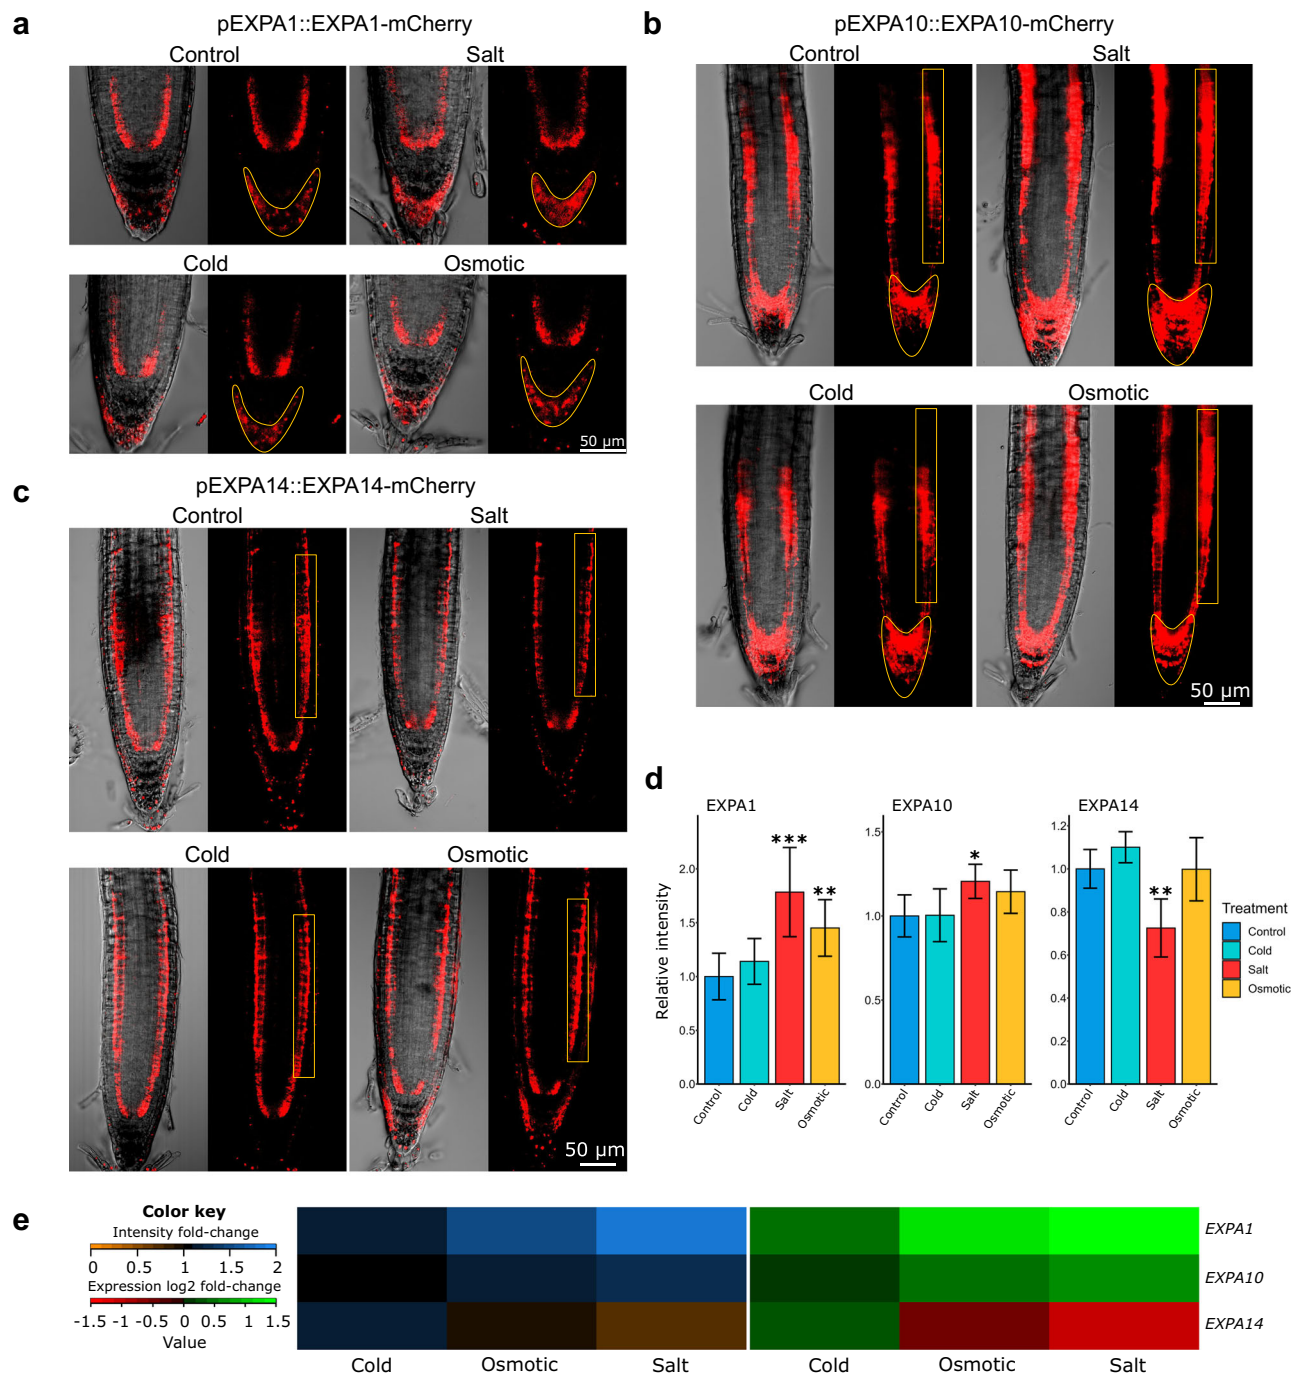 a
pEXPA1::EXPA1-mCherry
Control
Salt
Cold
Osmotic
50 µm
b
pEXPA10::EXPA10-mCherry
Control
Salt
Cold
Osmotic
50 µm
c
pEXPA14::EXPA14-mCherry
Control
Salt
Cold
Osmotic
50 µm
d
EXPA1
EXPA10
EXPA14
Relative intensity
2.0
1.5
1.0
0.5
0.0
***
**
Control
Cold
Salt
Osmotic
1.5
1.0
0.5
0.0
*
Control
Cold
Salt
Osmotic
1.2
1.0
0.8
0.6
0.4
0.2
0.0
**
Control
Cold
Salt
Osmotic
Treatment
Control
Cold
Salt
Osmotic
e
Color key
Intensity fold-change
0 0.5 1 1.5 2
Expression log2 fold-change
-1.5 -1 -0.5 0 0.5 1 1.5
Value
EXPA1
EXPA10
EXPA14
Cold Osmotic Salt Cold Osmotic Salt